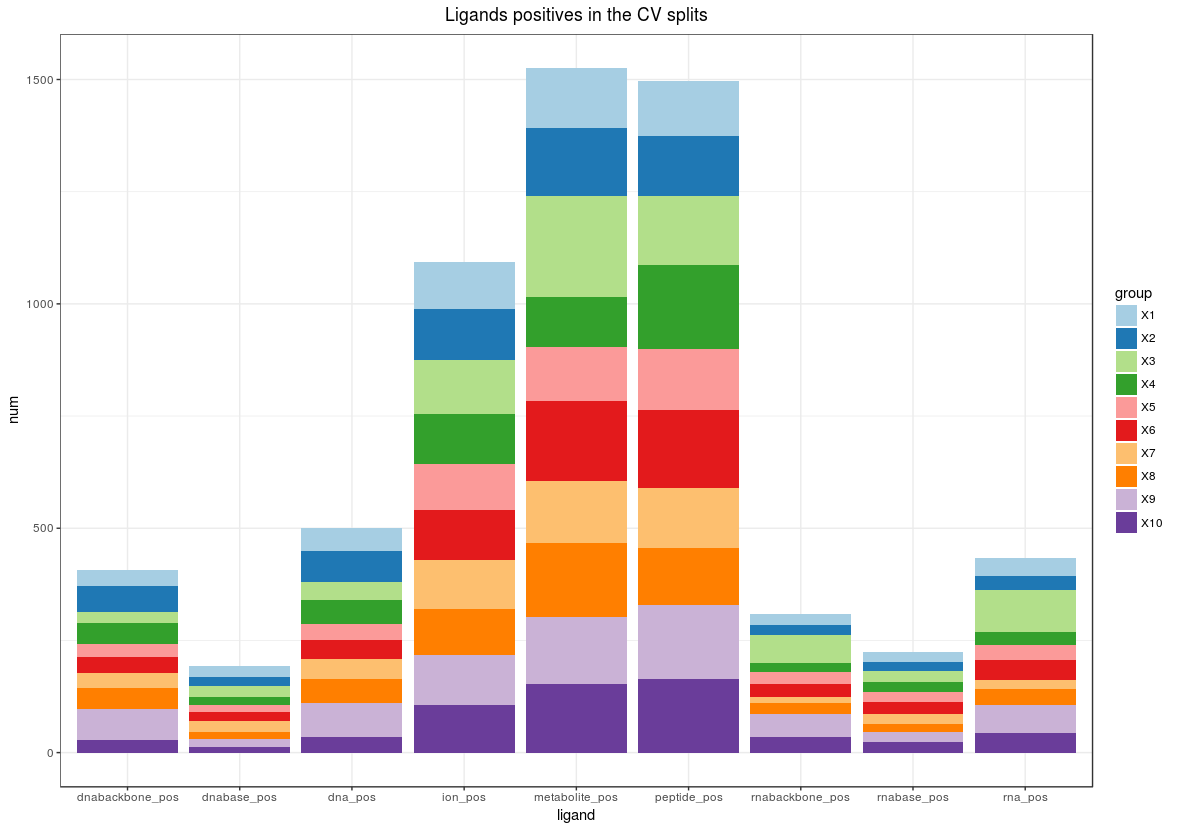 Ligands positives in the CV splits
num
1500
1000
500
0
dnabackbone_pos
dnabase_pos
dna_pos
ion_pos
metabolite_pos
peptide_pos
rnabackbone_pos
rnabase_pos
rna_pos
ligand
group
X1
X2
X3
X4
X5
X6
X7
X8
X9
X10